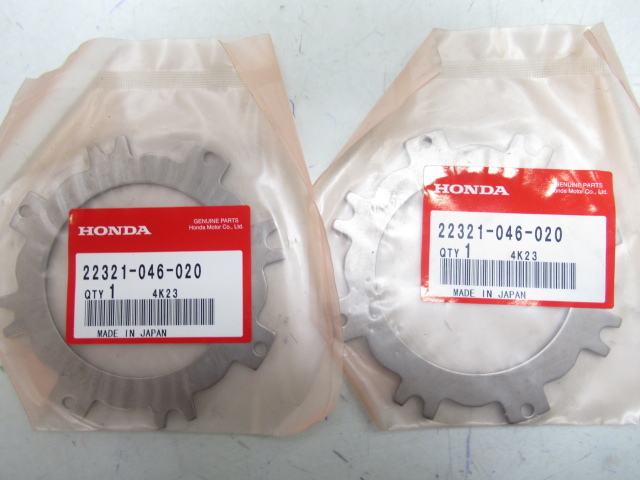 HONDA
GENUINE PARTS
Honda Motor Co., Ltd.
22321-046-020
QTY 1 4K23
MADE IN JAPAN
HONDA
GENUINE PARTS
Honda Motor Co., Ltd.
22321-046-020
QTY 1 4K23
MADE IN JAPAN